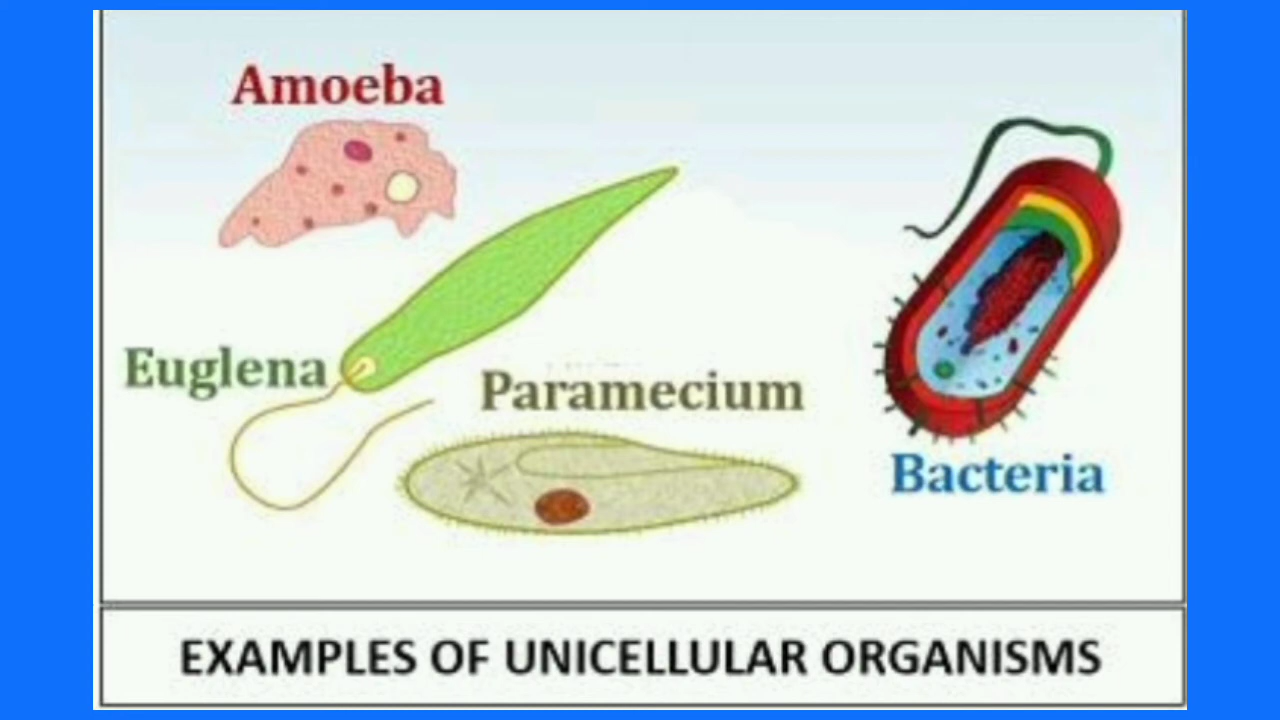 Amoeba
Euglena
Paramecium
Bacteria
EXAMPLES OF UNICELLULAR ORGANISMS